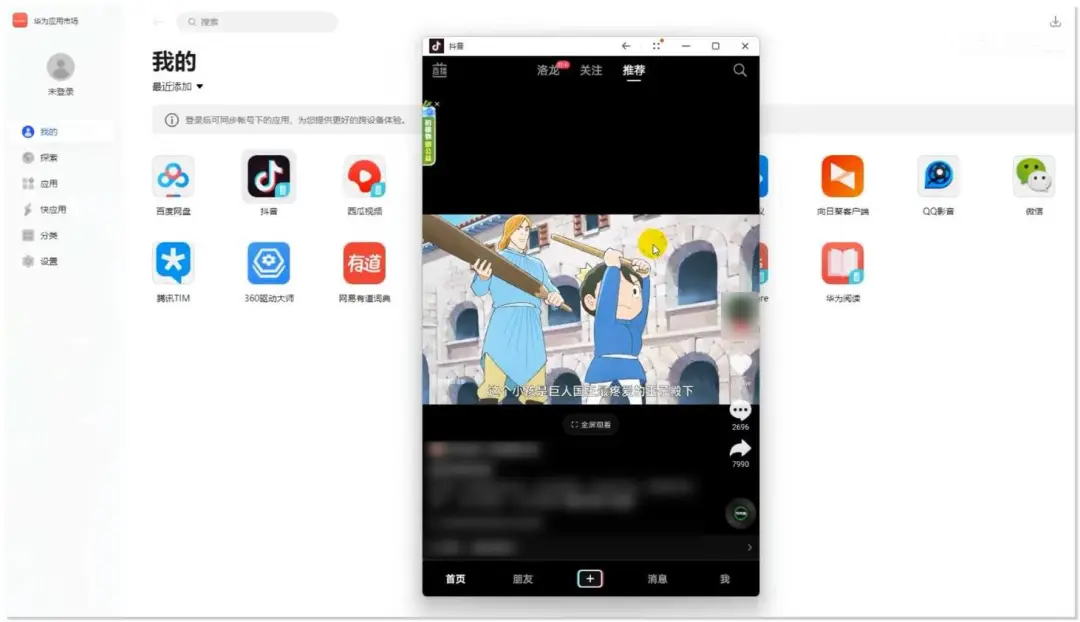 华为应用市场
搜索
未登录
我的
探索
应用
快应用
分类
设置
我的
最近添加
登录后可同步帐号下的应用，为您提供更好的跨设备体验。
百度网盘
抖音
西瓜视频
向日葵客户端
QQ影音
微信
腾讯TIM
360驱动大师
有道
网易有道词典
华为阅读
抖音
直播
洛龙
关注
推荐
这个小孩是巨人国王最疼爱的王子殿下
全屏观看
2696
7990
首页
朋友
消息
我